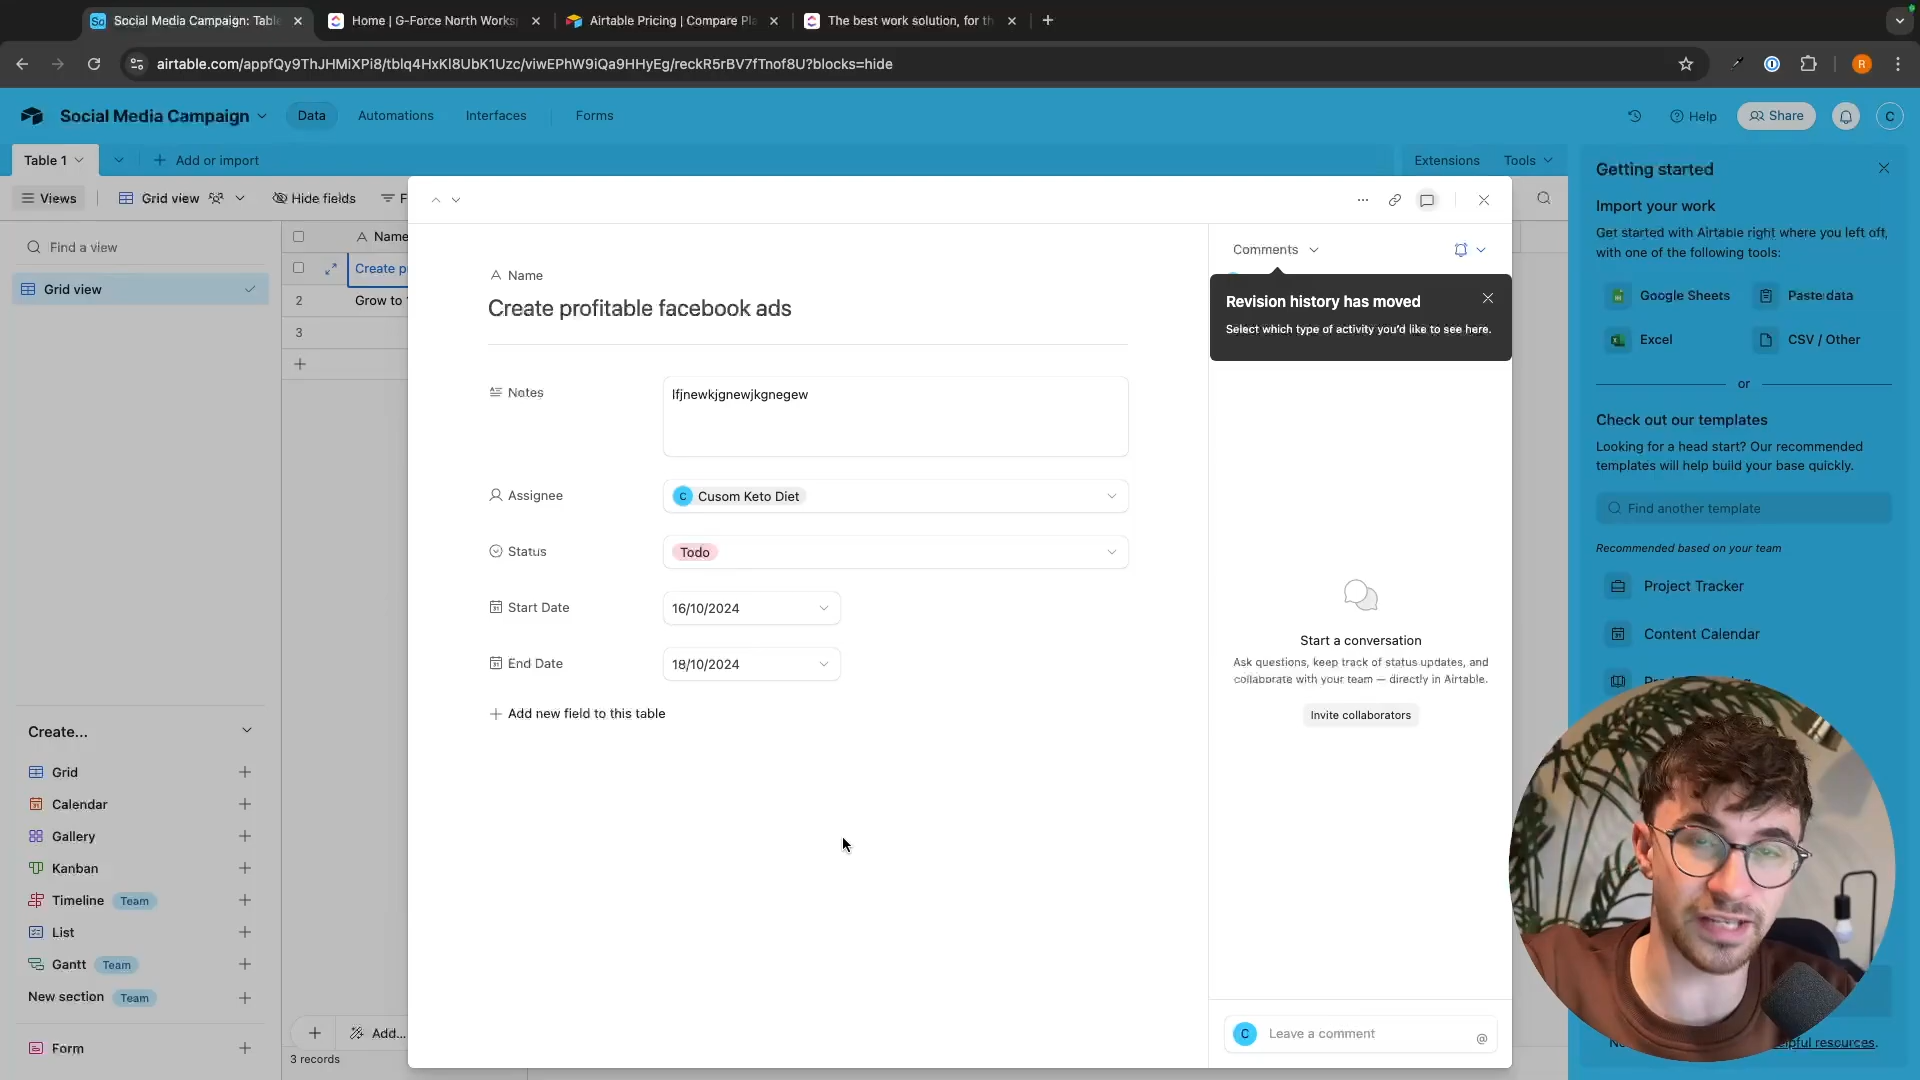 Social Media Campaign: Table
Home | G-Force North Works
Airtable Pricing | Compare Pla
The best work solution, for th
airtable.com/appfQy9ThJHMiXPi8/tblq4HxKl8UbK1Uzc/viwEPhW9iQa9HHyEg/reckR5rBV7fTnof8U?blocks=hide
R
Social Media Campaign
Data
Automations
Interfaces
Forms
Help
Share
C
Table 1
Add or import
Extensions
Tools
Views
Grid view
Hide fields
F
Find a view
Grid view
Name
Create p
2
Grow to
3
Create...
Grid
Calendar
Gallery
Kanban
Timeline
Team
List
Gantt
Team
New section
Team
Form
Add...
3 records
Name
Create profitable facebook ads
Notes
lfjnewkjgnewjkgnegew
Assignee
C
Cusom Keto Diet
Status
Todo
Start Date
16/10/2024
End Date
18/10/2024
Add new field to this table
Comments
Revision history has moved
Select which type of activity you'd like to see here.
Start a conversation
Ask questions, keep track of status updates, and
collaborate with your team — directly in Airtable.
Invite collaborators
C
Leave a comment
@
Getting started
Import your work
Get started with Airtable right where you left off,
with one of the following tools:
Google Sheets
Paste data
Excel
CSV / Other
or
Check out our templates
Looking for a head start? Our recommended
templates will help build your base quickly.
Find another template
Recommended based on your team
Project Tracker
Content Calendar
helpful resources.